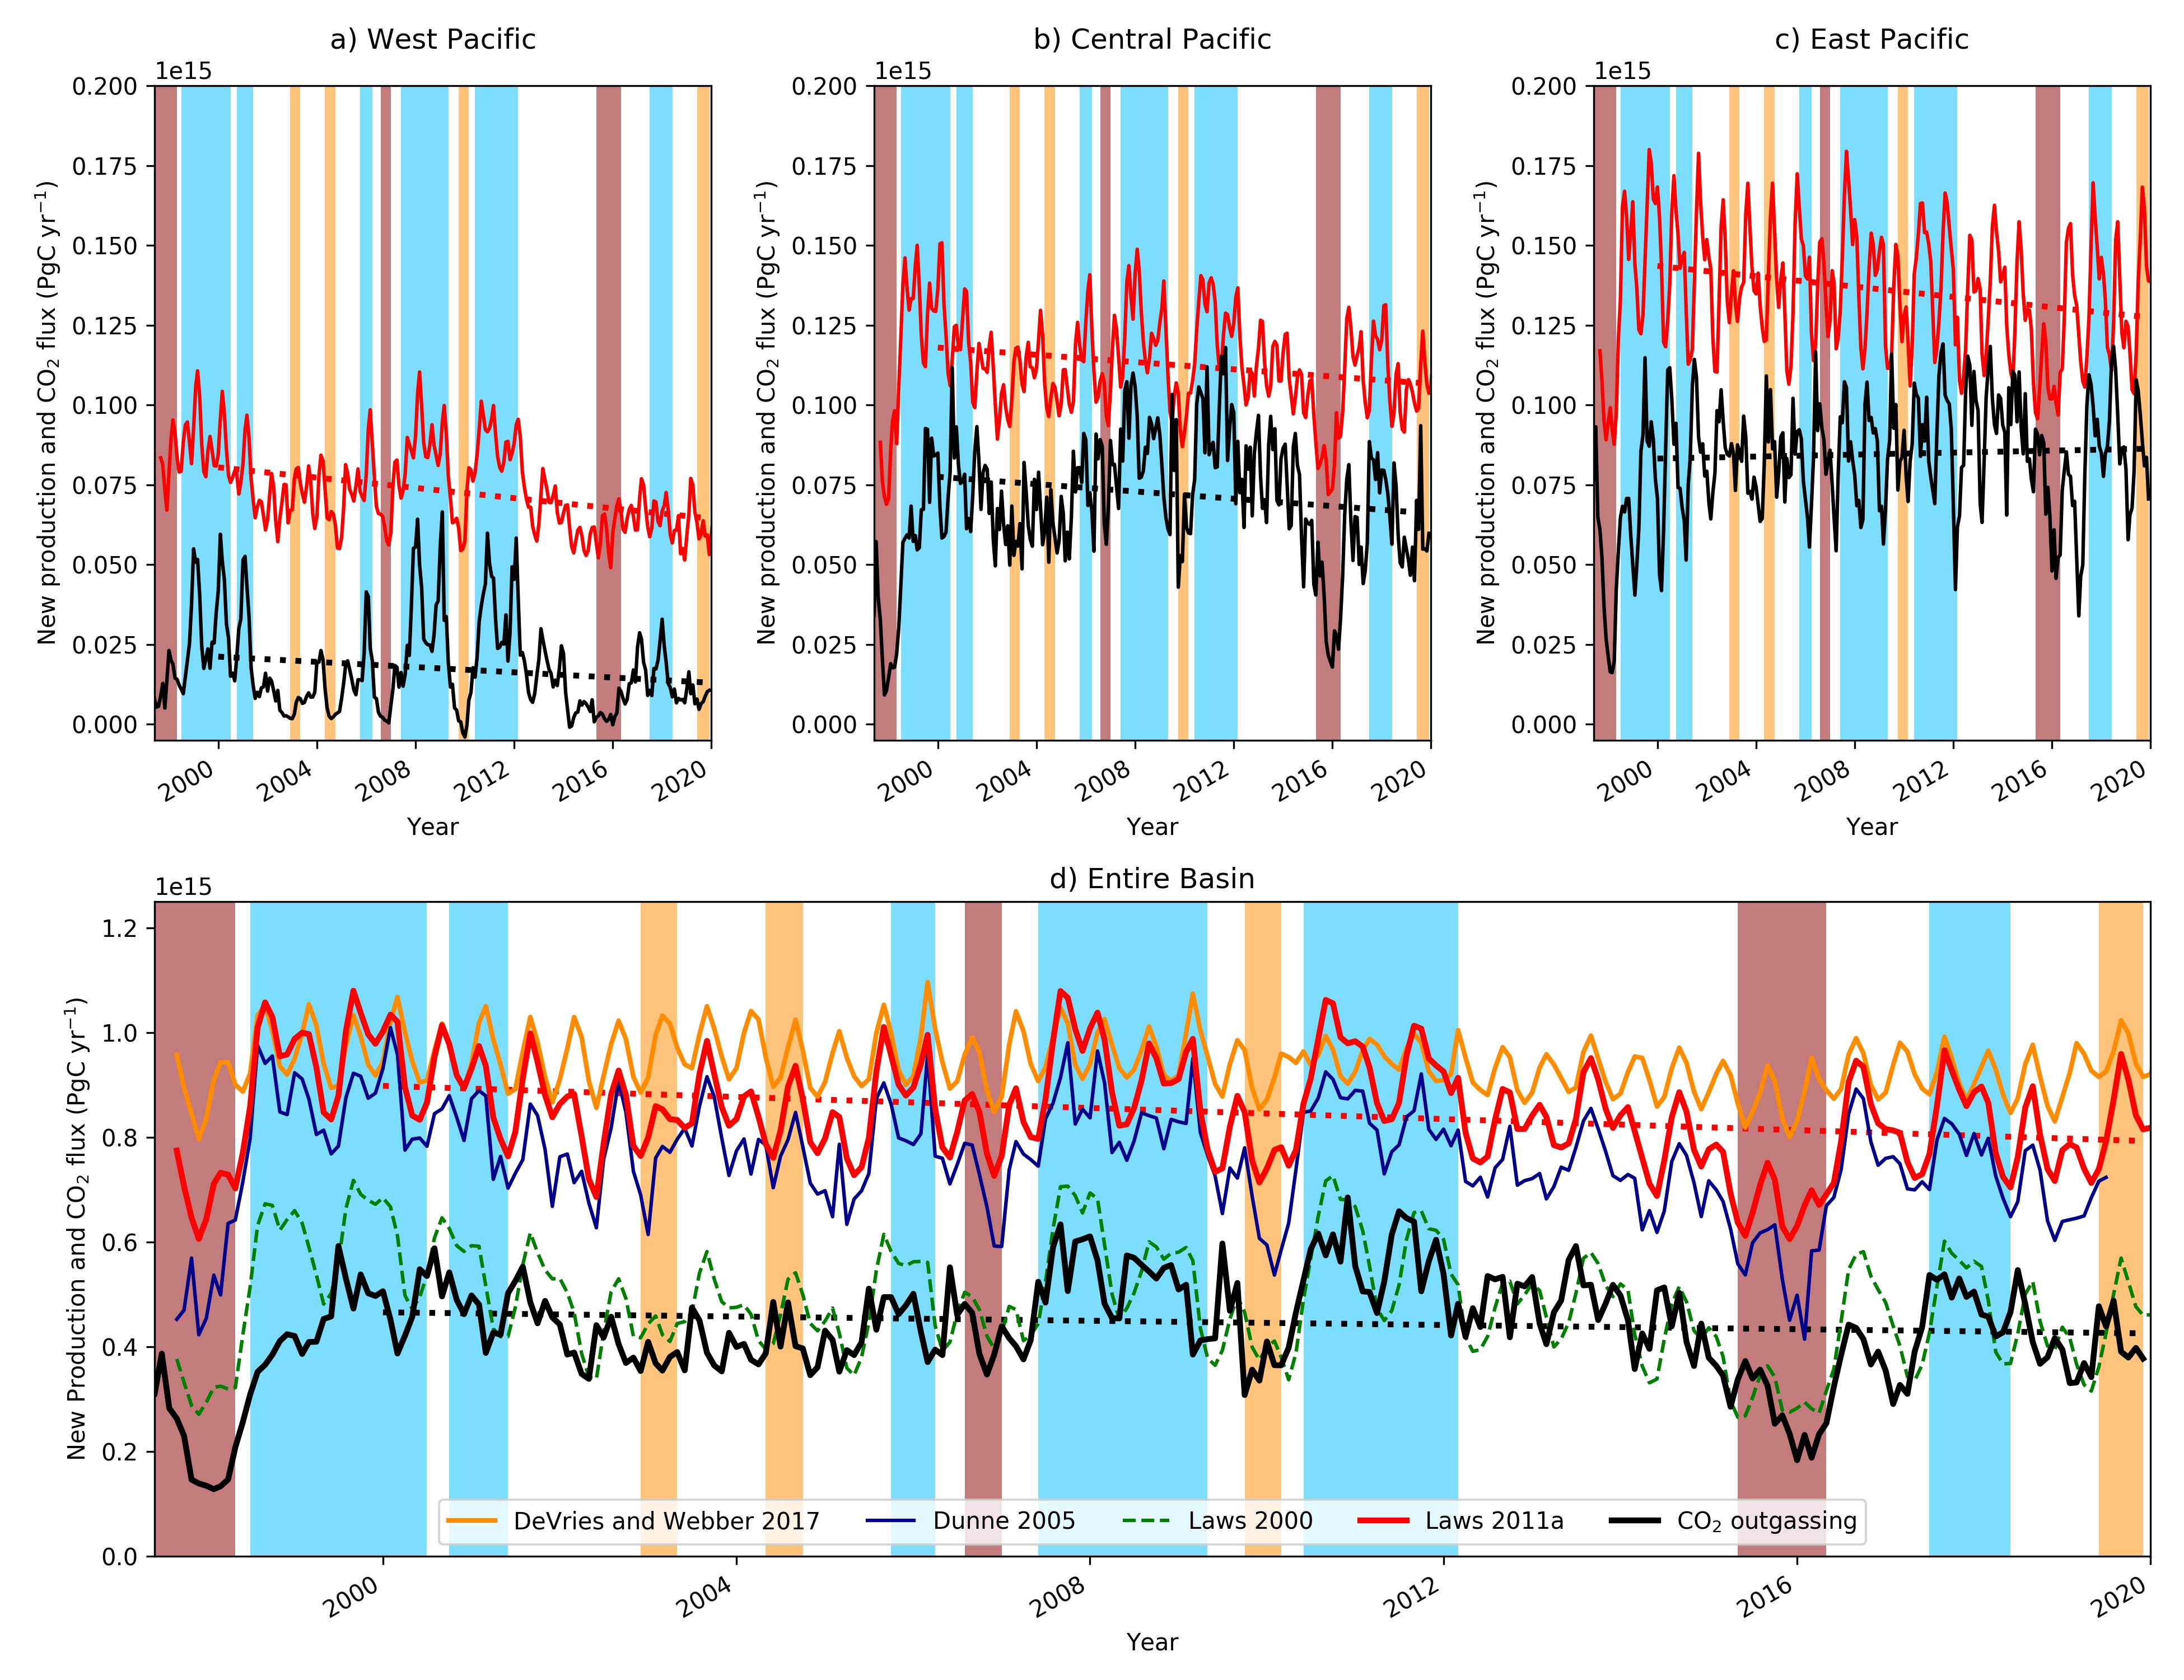 a) West Pacific
b) Central Pacific
c) East Pacific
1e15
1e15
1e15
New production and CO₂ flux (PgC yr⁻¹)
0.200
0.175
0.150
0.125
0.100
0.075
0.050
0.025
0.000
2000
2004
2008
2012
2016
2020
Year
New production and CO₂ flux (PgC yr⁻¹)
0.200
0.175
0.150
0.125
0.100
0.075
0.050
0.025
0.000
2000
2004
2008
2012
2016
2020
Year
New production and CO₂ flux (PgC yr⁻¹)
0.200
0.175
0.150
0.125
0.100
0.075
0.050
0.025
0.000
2000
2004
2008
2012
2016
2020
Year
d) Entire Basin
1e15
New Production and CO₂ flux (PgC yr⁻¹)
1.2
1.0
0.8
0.6
0.4
0.2
0.0
DeVries and Webber 2017
Dunne 2005
Laws 2000
Laws 2011a
CO₂ outgassing
2000
2004
2008
2012
2016
2020
Year